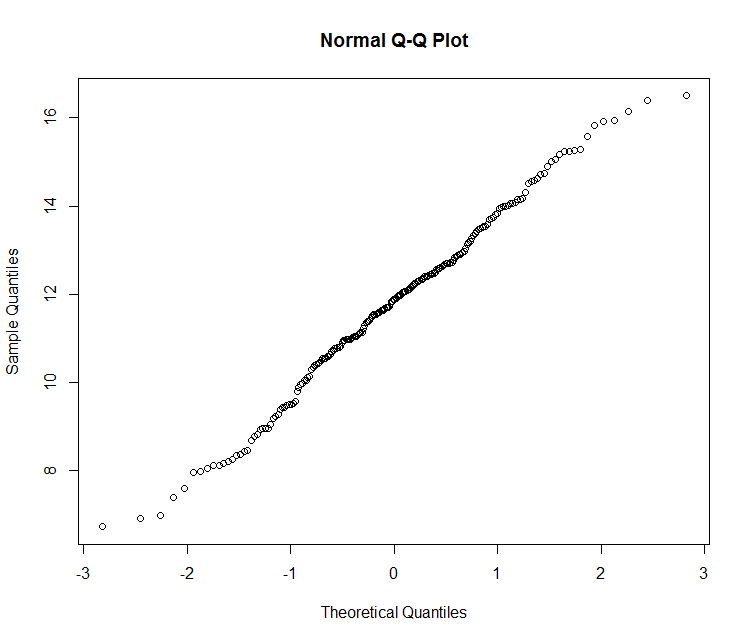 Normal Q-Q Plot
Sample Quantiles
16
14
12
10
8
-3 -2 -1 0 1 2 3
Theoretical Quantiles